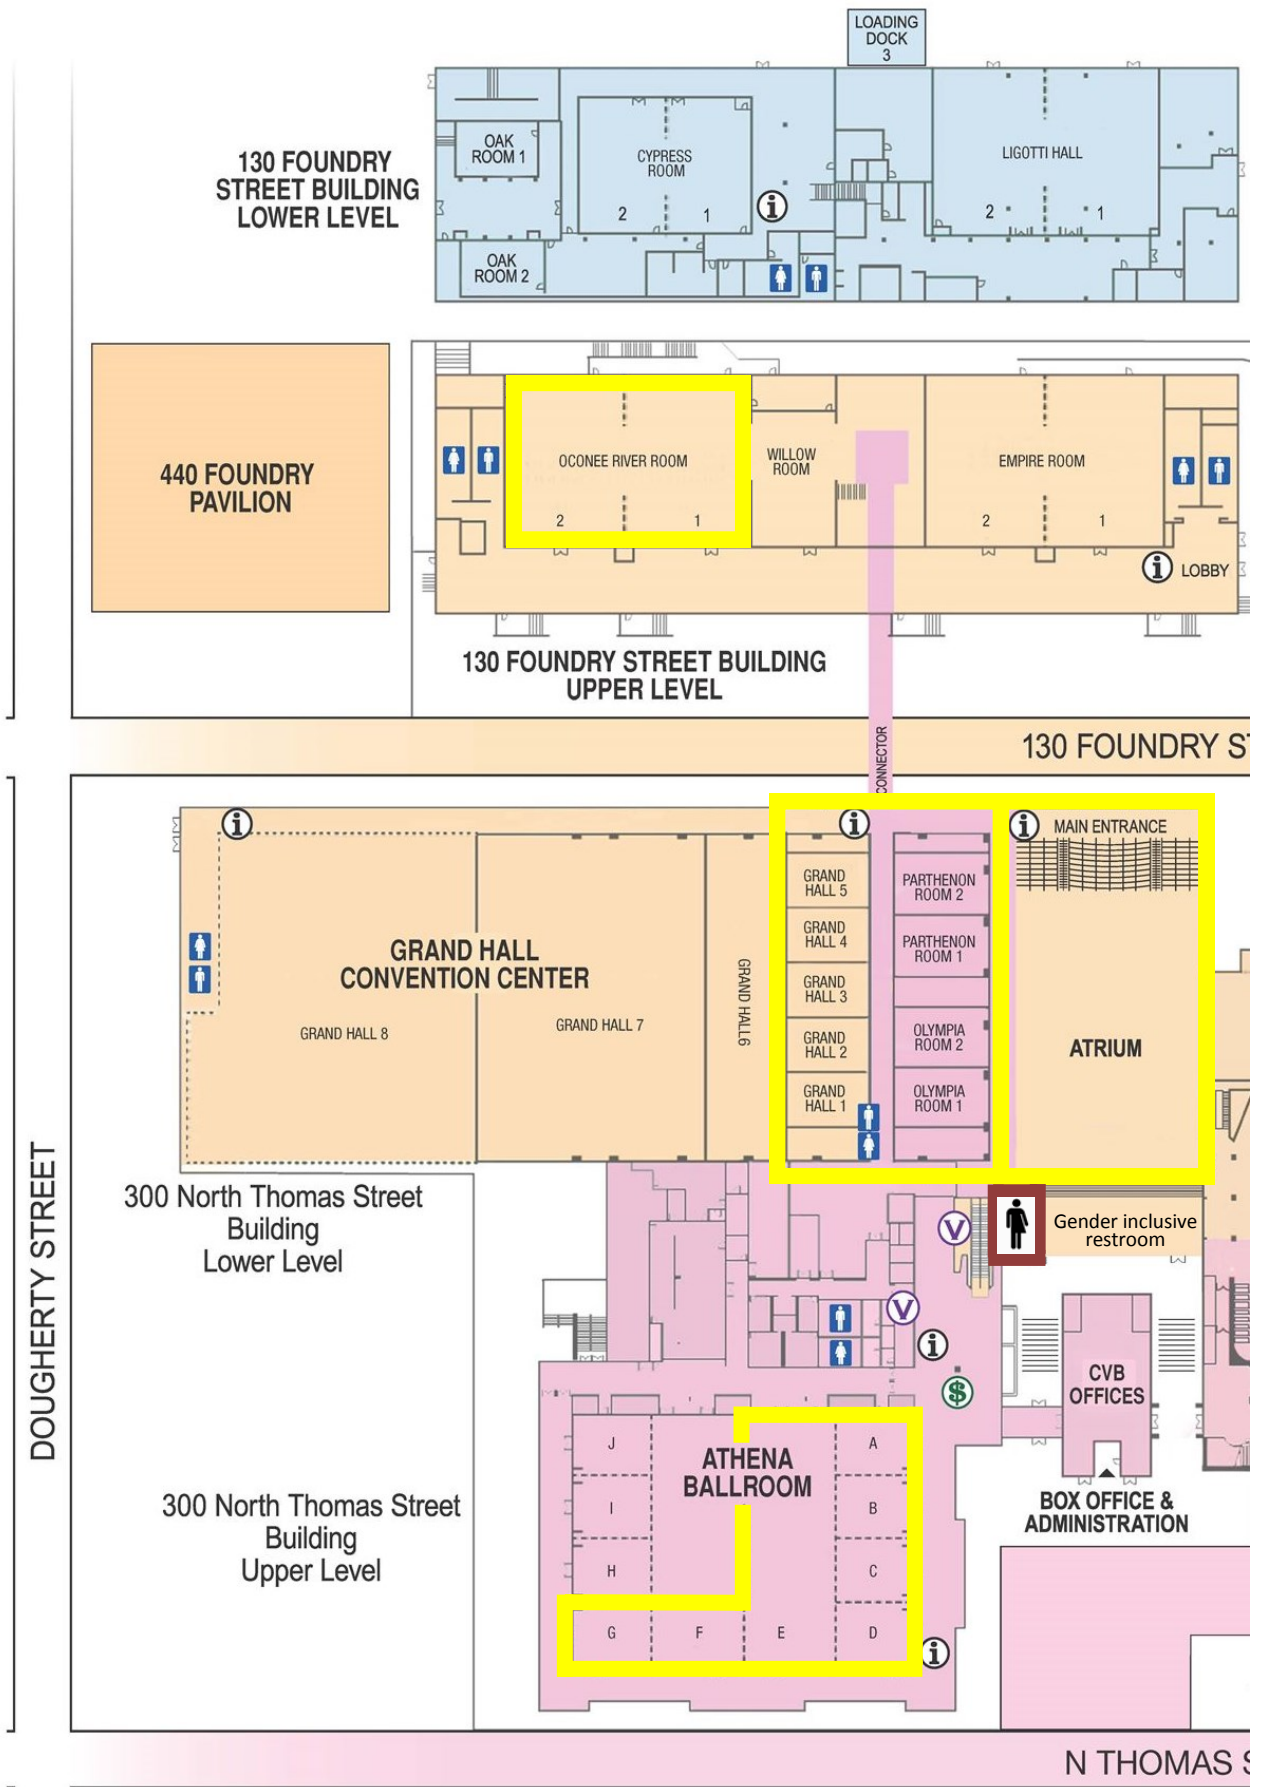 LOADING
DOCK
3
130 FOUNDRY
STREET BUILDING
LOWER LEVEL
OAK
ROOM 1
CYPRESS
ROOM
2
1
i
LIGOTTI HALL
2
1
OAK
ROOM 2
440 FOUNDRY
PAVILION
OCONEE RIVER ROOM
2
1
WILLOW
ROOM
EMPIRE ROOM
2
1
i
LOBBY
130 FOUNDRY STREET BUILDING
UPPER LEVEL
CONNECTOR
130 FOUNDRY S
i
i
i
MAIN ENTRANCE
GRAND HALL
CONVENTION CENTER
GRAND HALL 8
GRAND HALL 7
GRAND HALL6
GRAND
HALL 5
GRAND
HALL 4
GRAND
HALL 3
GRAND
HALL 2
GRAND
HALL 1
PARTHENON
ROOM 2
PARTHENON
ROOM 1
OLYMPIA
ROOM 2
OLYMPIA
ROOM 1
ATRIUM
DOUGHERTY STREET
300 North Thomas Street
Building
Lower Level
V
Gender inclusive
restroom
V
i
$
CVB
OFFICES
BOX OFFICE &
ADMINISTRATION
300 North Thomas Street
Building
Upper Level
ATHENA
BALLROOM
J
A
I
B
H
C
G
F
E
D
i
N THOMAS S